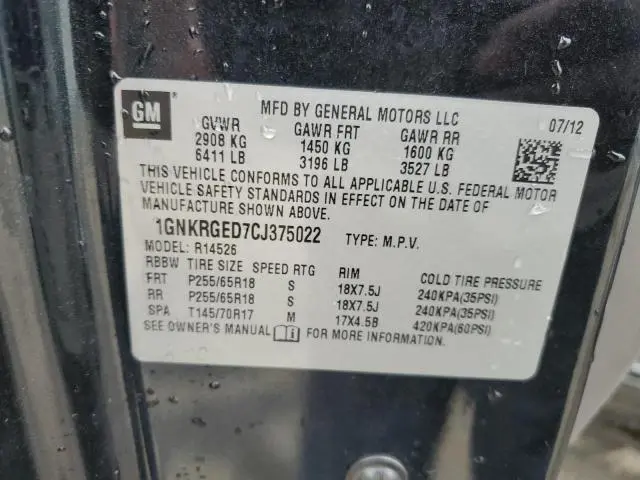 GM
MFD BY GENERAL MOTORS LLC 07/12
GVWR GAWR FRT GAWR RR
2908 KG 1450 KG 1600 KG
6411 LB 3196 LB 3527 LB
THIS VEHICLE CONFORMS TO ALL APPLICABLE U.S. FEDERAL MOTOR
VEHICLE SAFETY STANDARDS IN EFFECT ON THE DATE OF
MANUFACTURE SHOWN ABOVE.
1GNKRGED7CJ375022 TYPE: M.P.V.
MODEL: R14526
RBBW TIRE SIZE SPEED RTG RIM COLD TIRE PRESSURE
FRT P255/65R18 S 18X7.5J 240KPA(35PSI)
RR P255/65R18 S 18X7.5J 240KPA(35PSI)
SPA T145/70R17 M 17X4.5B 420KPA(60PSI)
SEE OWNER'S MANUAL FOR MORE INFORMATION.